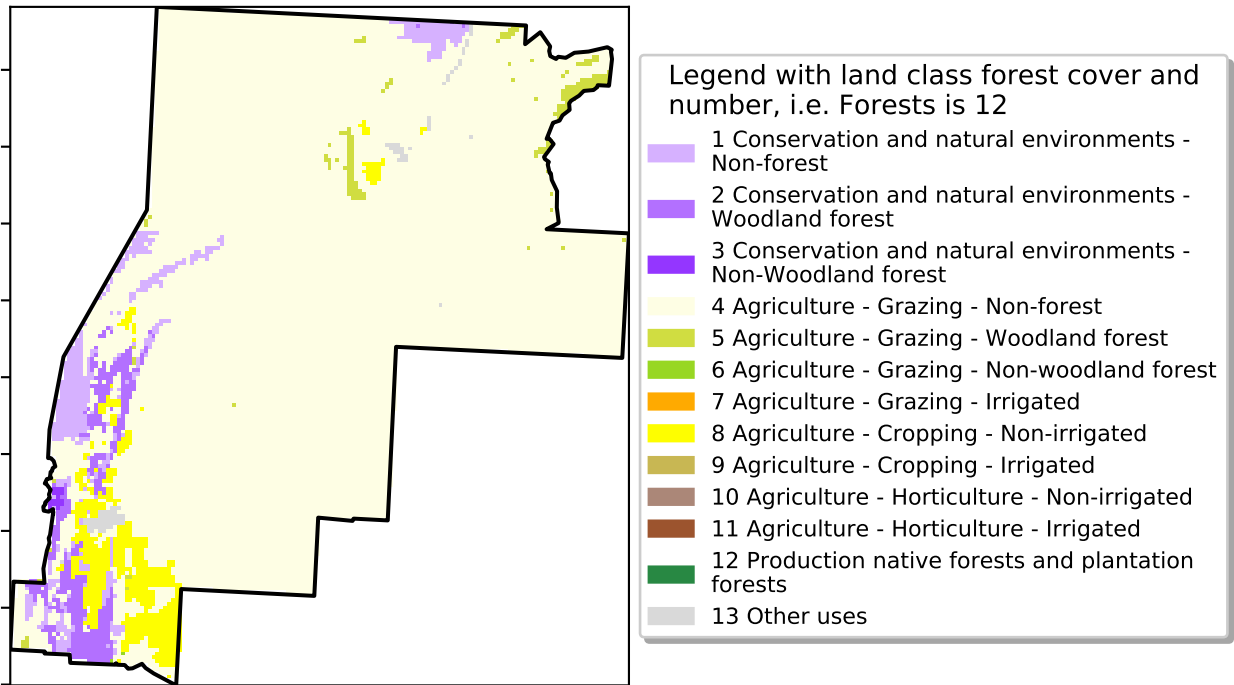 Legend with land class forest cover and
number, i.e. Forests is 12
1 Conservation and natural environments -
Non-forest
2 Conservation and natural environments -
Woodland forest
3 Conservation and natural environments -
Non-Woodland forest
4 Agriculture - Grazing - Non-forest
5 Agriculture - Grazing - Woodland forest
6 Agriculture - Grazing - Non-woodland forest
7 Agriculture - Grazing - Irrigated
8 Agriculture - Cropping - Non-irrigated
9 Agriculture - Cropping - Irrigated
10 Agriculture - Horticulture - Non-irrigated
11 Agriculture - Horticulture - Irrigated
12 Production native forests and plantation
forests
13 Other uses